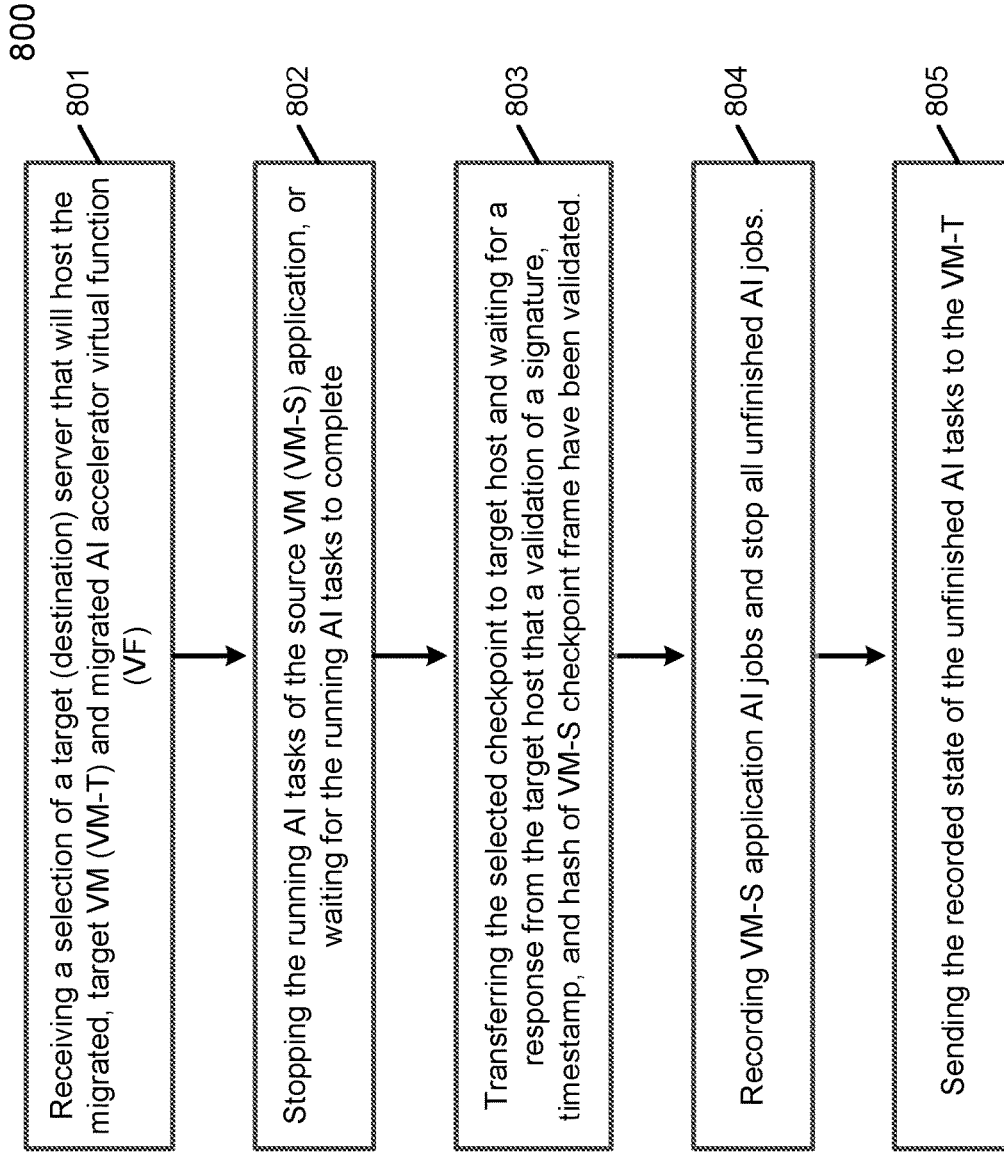 800
Receiving a selection of a target (destination) server that will host the
migrated, target VM (VM-T) and migrated AI accelerator virtual function
(VF)
801
Stopping the running AI tasks of the source VM (VM-S) application, or
waiting for the running AI tasks to complete
802
Transferring the selected checkpoint to target host and waiting for a
response from the target host that a validation of a signature,
timestamp, and hash of VM-S checkpoint frame have been validated.
803
Recording VM-S application AI jobs and stop all unfinished AI jobs.
804
Sending the recorded state of the unfinished AI tasks to the VM-T
805